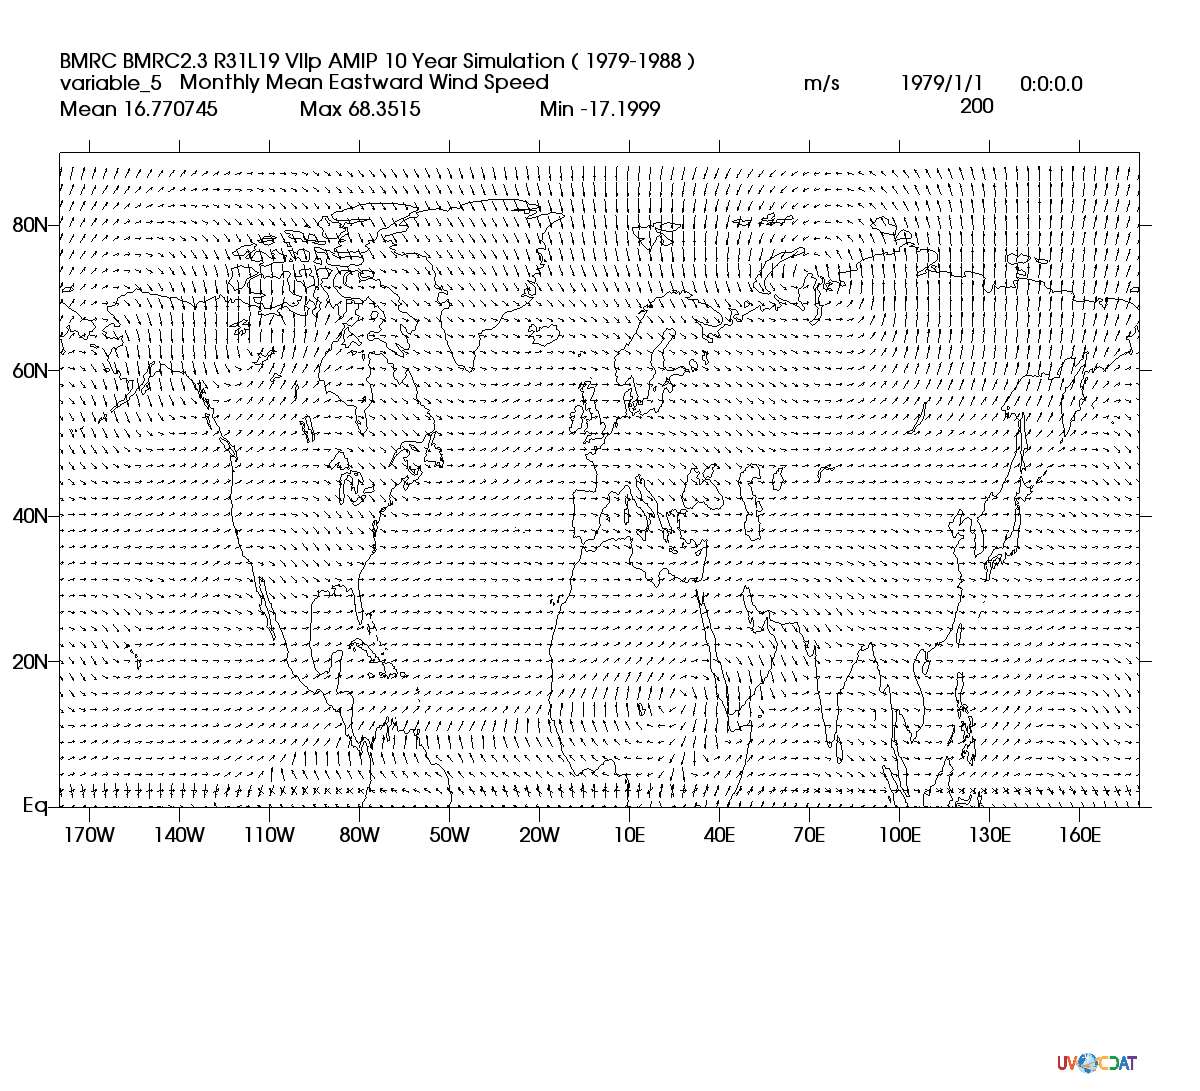 BMRC BMRC2.3 R31L19 VIIp AMIP 10 Year Simulation ( 1979-1988 )
variable_5 Monthly Mean Eastward Wind Speed m/s 1979/1/1 0:0:0.0
Mean 16.770745 Max 68.3515 Min -17.1999 200
80N
60N
40N
20N
Eq
170W 140W 110W 80W 50W 20W 10E 40E 70E 100E 130E 160E
UV CDAT